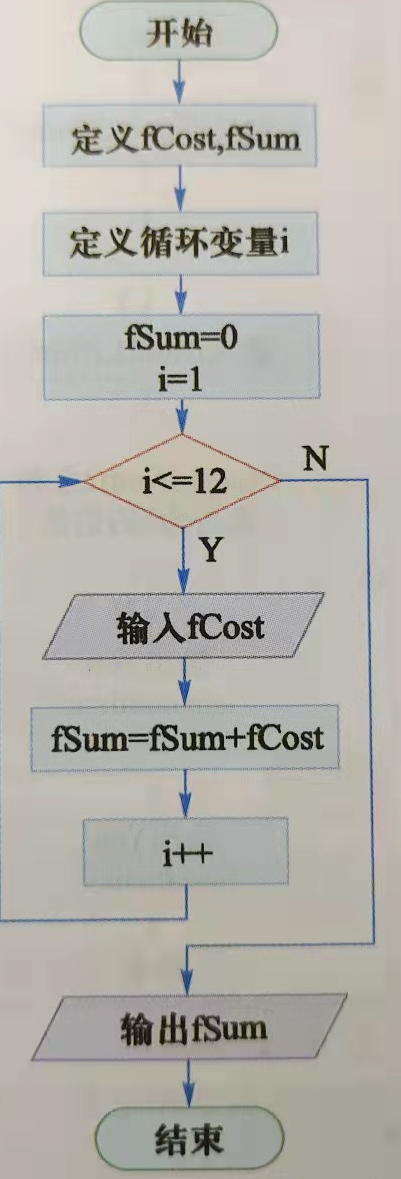 开始
定义fCost,fSum
定义循环变量i
fSum=0
i=1
i<=12
N
Y
输入fCost
fSum=fSum+fCost
i++
输出fSum
结束